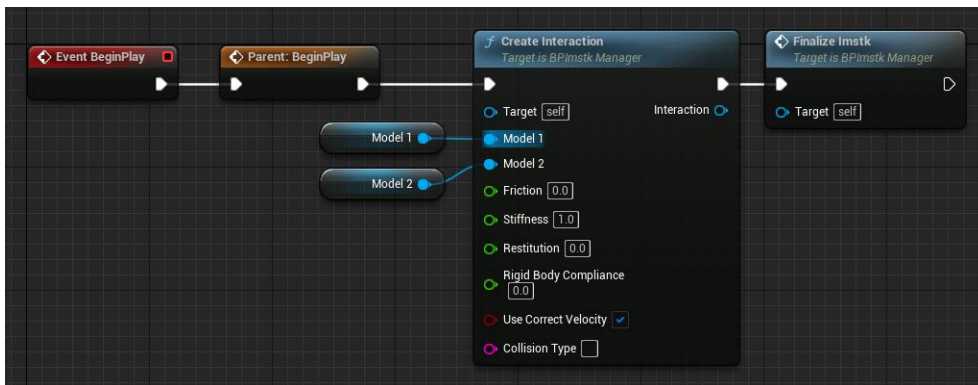 Event BeginPlay
Parent: BeginPlay
f Create Interaction
Target is BPImstk Manager
Finalize Imstk
Target is BPImstk Manager
Target self
Interaction
Target self
Model 1
Model 1
Model 2
Model 2
Friction 0.0
Stiffness 1.0
Restitution 0.0
Rigid Body Compliance
0.0
Use Correct Velocity
Collision Type